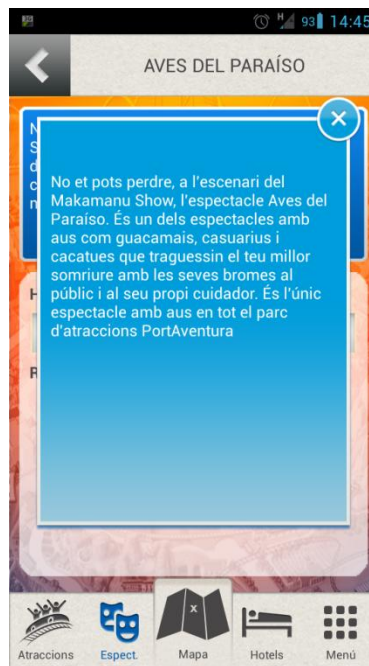 H
93 14:45
AVES DEL PARAÍSO
No et pots perdre, a l'escenari del
Makamanu Show, l'espectacle Aves del
Paraíso. És un dels espectacles amb
aus com guacamais, casuarius i
cacatues que traguessin el teu millor
somriure amb les seves bromes al
públic i al seu propi cuidador. És l'únic
espectacle amb aus en tot el parc
d'atraccions PortAventura
N
S
d
c
n
H
R
Atraccions Espect. Mapa Hotels Menú